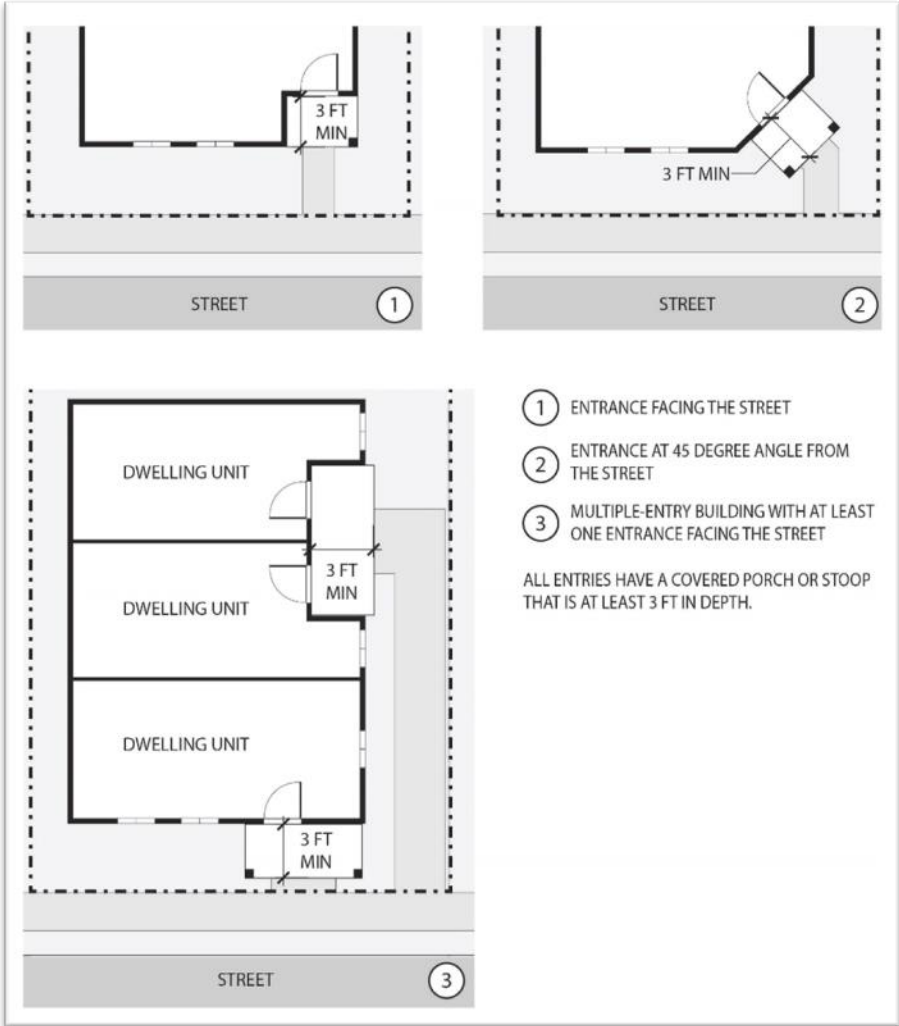 3 FT
MIN
STREET
1
3 FT MIN
STREET
2
DWELLING UNIT
DWELLING UNIT
DWELLING UNIT
3 FT
MIN
3 FT
MIN
STREET
3
1 ENTRANCE FACING THE STREET
2 ENTRANCE AT 45 DEGREE ANGLE FROM
THE STREET
3 MULTIPLE-ENTRY BUILDING WITH AT LEAST
ONE ENTRANCE FACING THE STREET
ALL ENTRIES HAVE A COVERED PORCH OR STOOP
THAT IS AT LEAST 3 FT IN DEPTH.